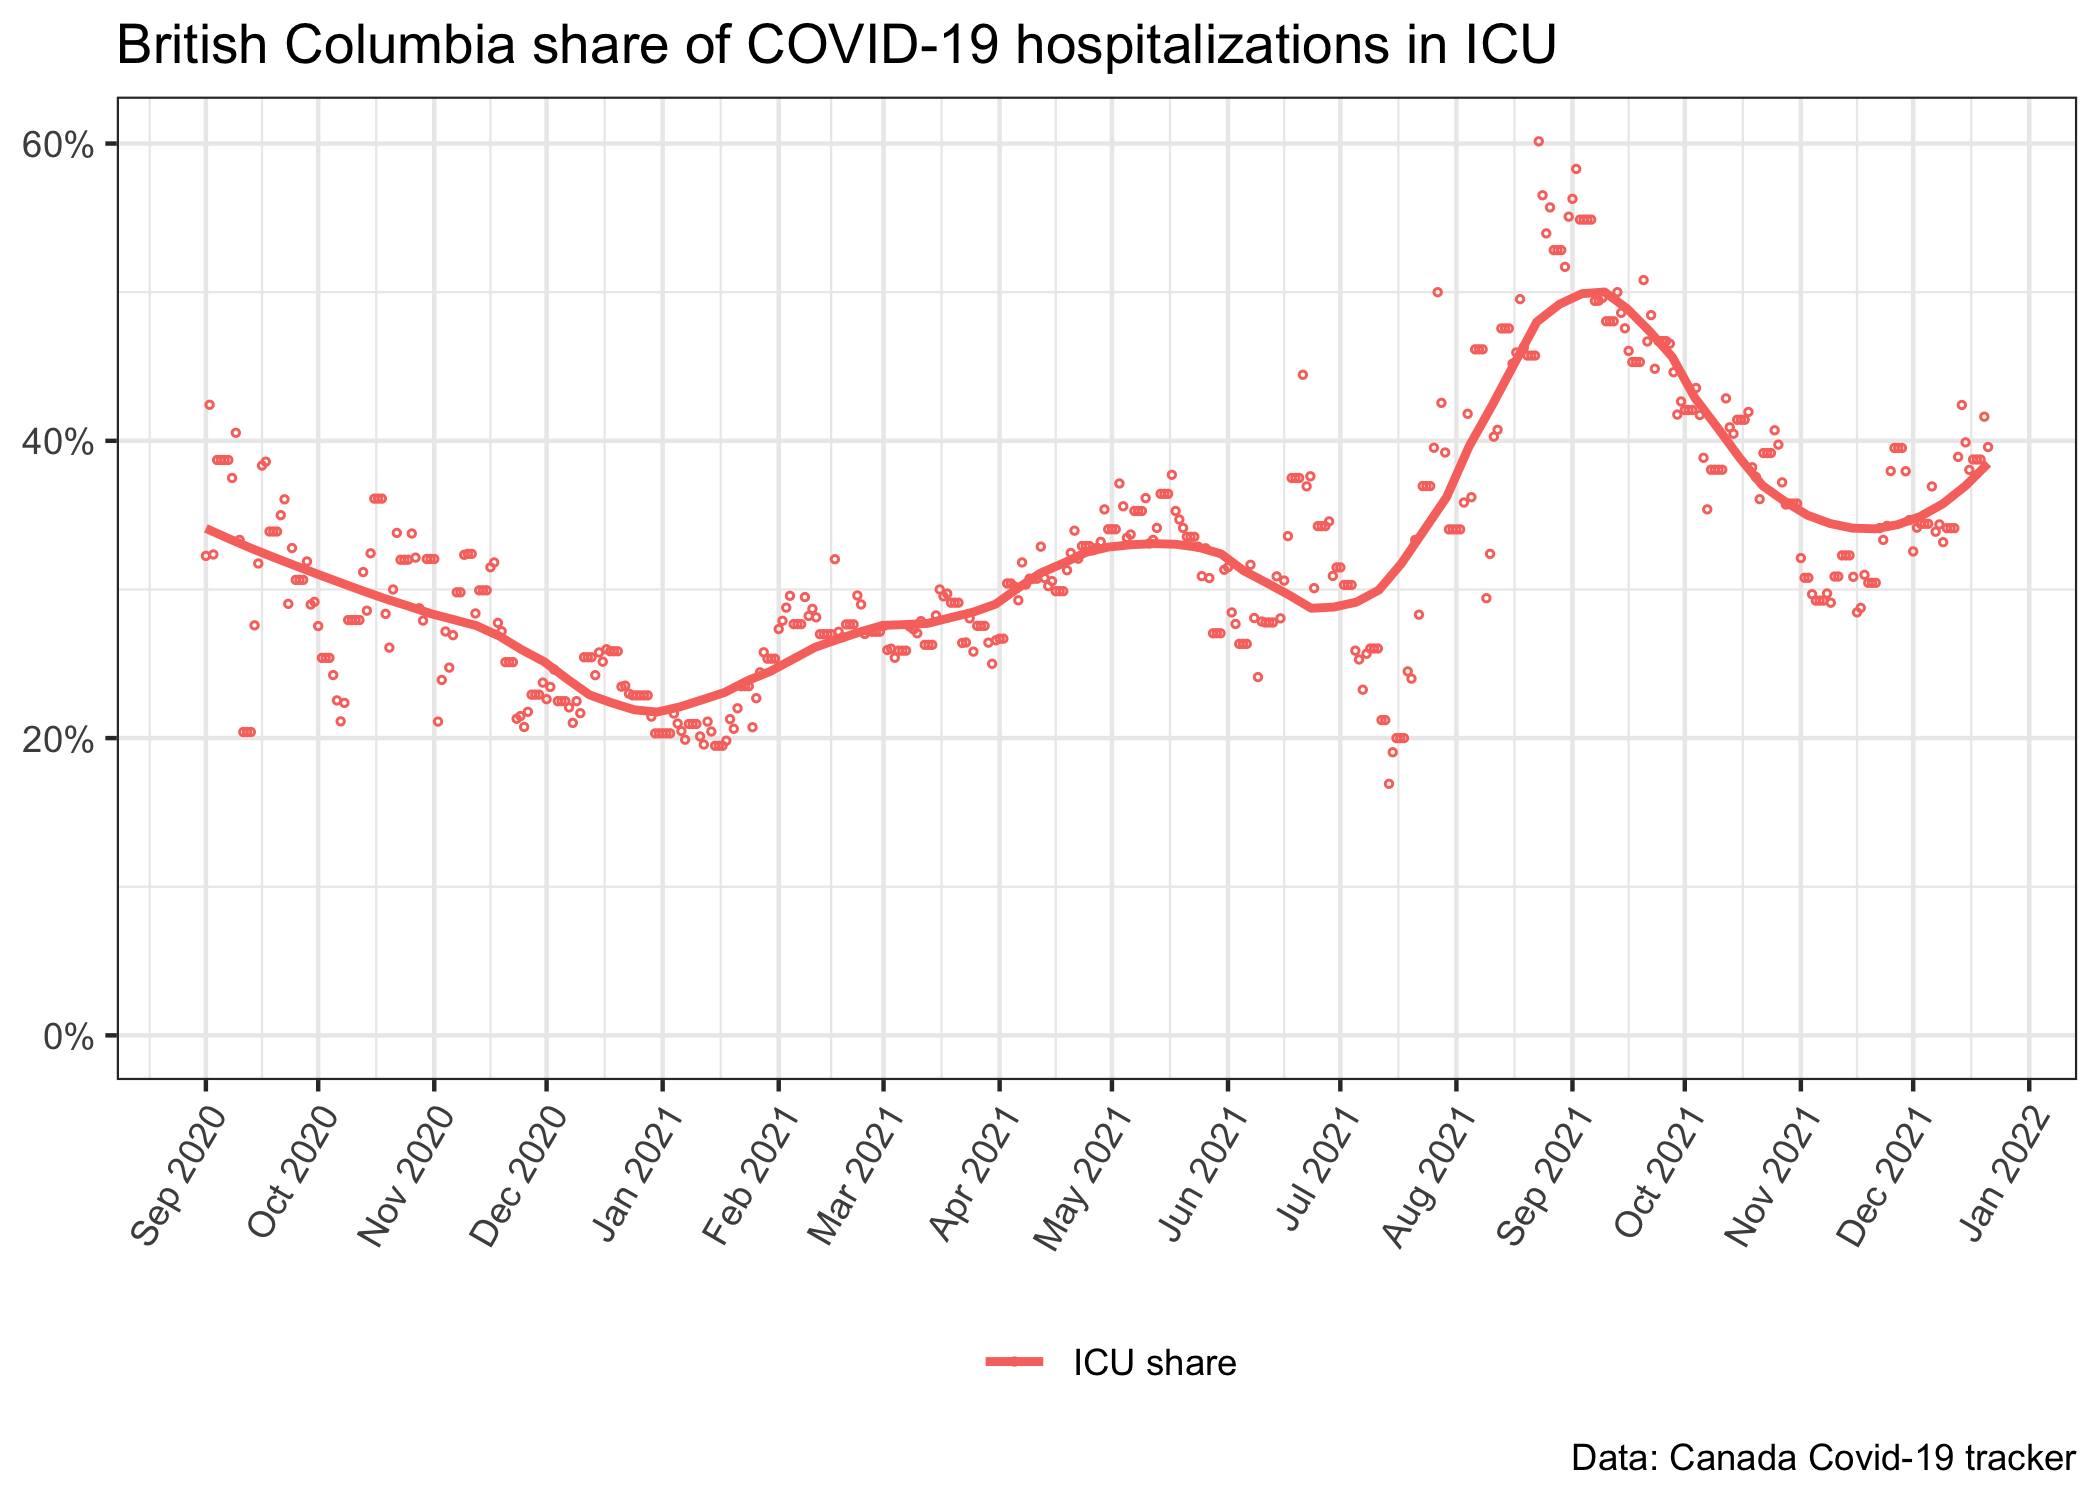 British Columbia share of COVID-19 hospitalizations in ICU
60%
40%
20%
0%
Sep 2020
Oct 2020
Nov 2020
Dec 2020
Jan 2021
Feb 2021
Mar 2021
Apr 2021
May 2021
Jun 2021
Jul 2021
Aug 2021
Sep 2021
Oct 2021
Nov 2021
Dec 2021
Jan 2022
ICU share
Data: Canada Covid-19 tracker